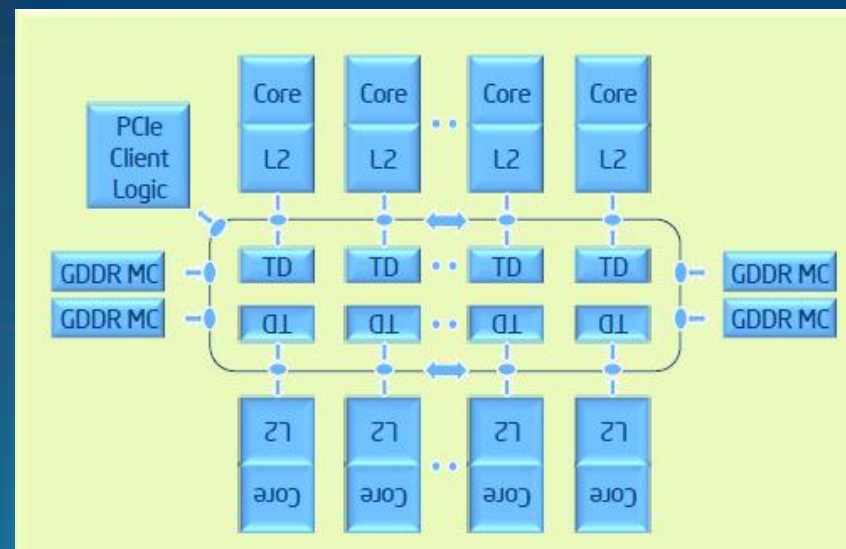 Core Core Core Core
PCIe
Client
Logic
L2 L2 L2 L2
GDDR MC TD TD TD TD GDDR MC
GDDR MC TD TD TD TD GDDR MC
L2 L2 L2 L2
Core Core Core Core